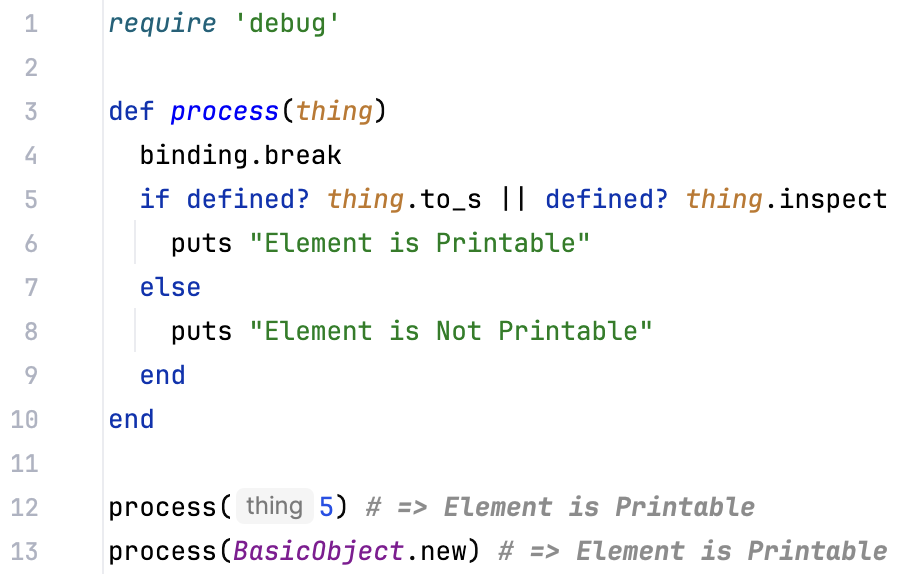 1 require 'debug'
2
3 def process(thing)
4   binding.break
5   if defined? thing.to_s || defined? thing.inspect
6     puts "Element is Printable"
7   else
8     puts "Element is Not Printable"
9   end
10 end
11
12 process( thing 5) # => Element is Printable
13 process(BasicObject.new) # => Element is Printable